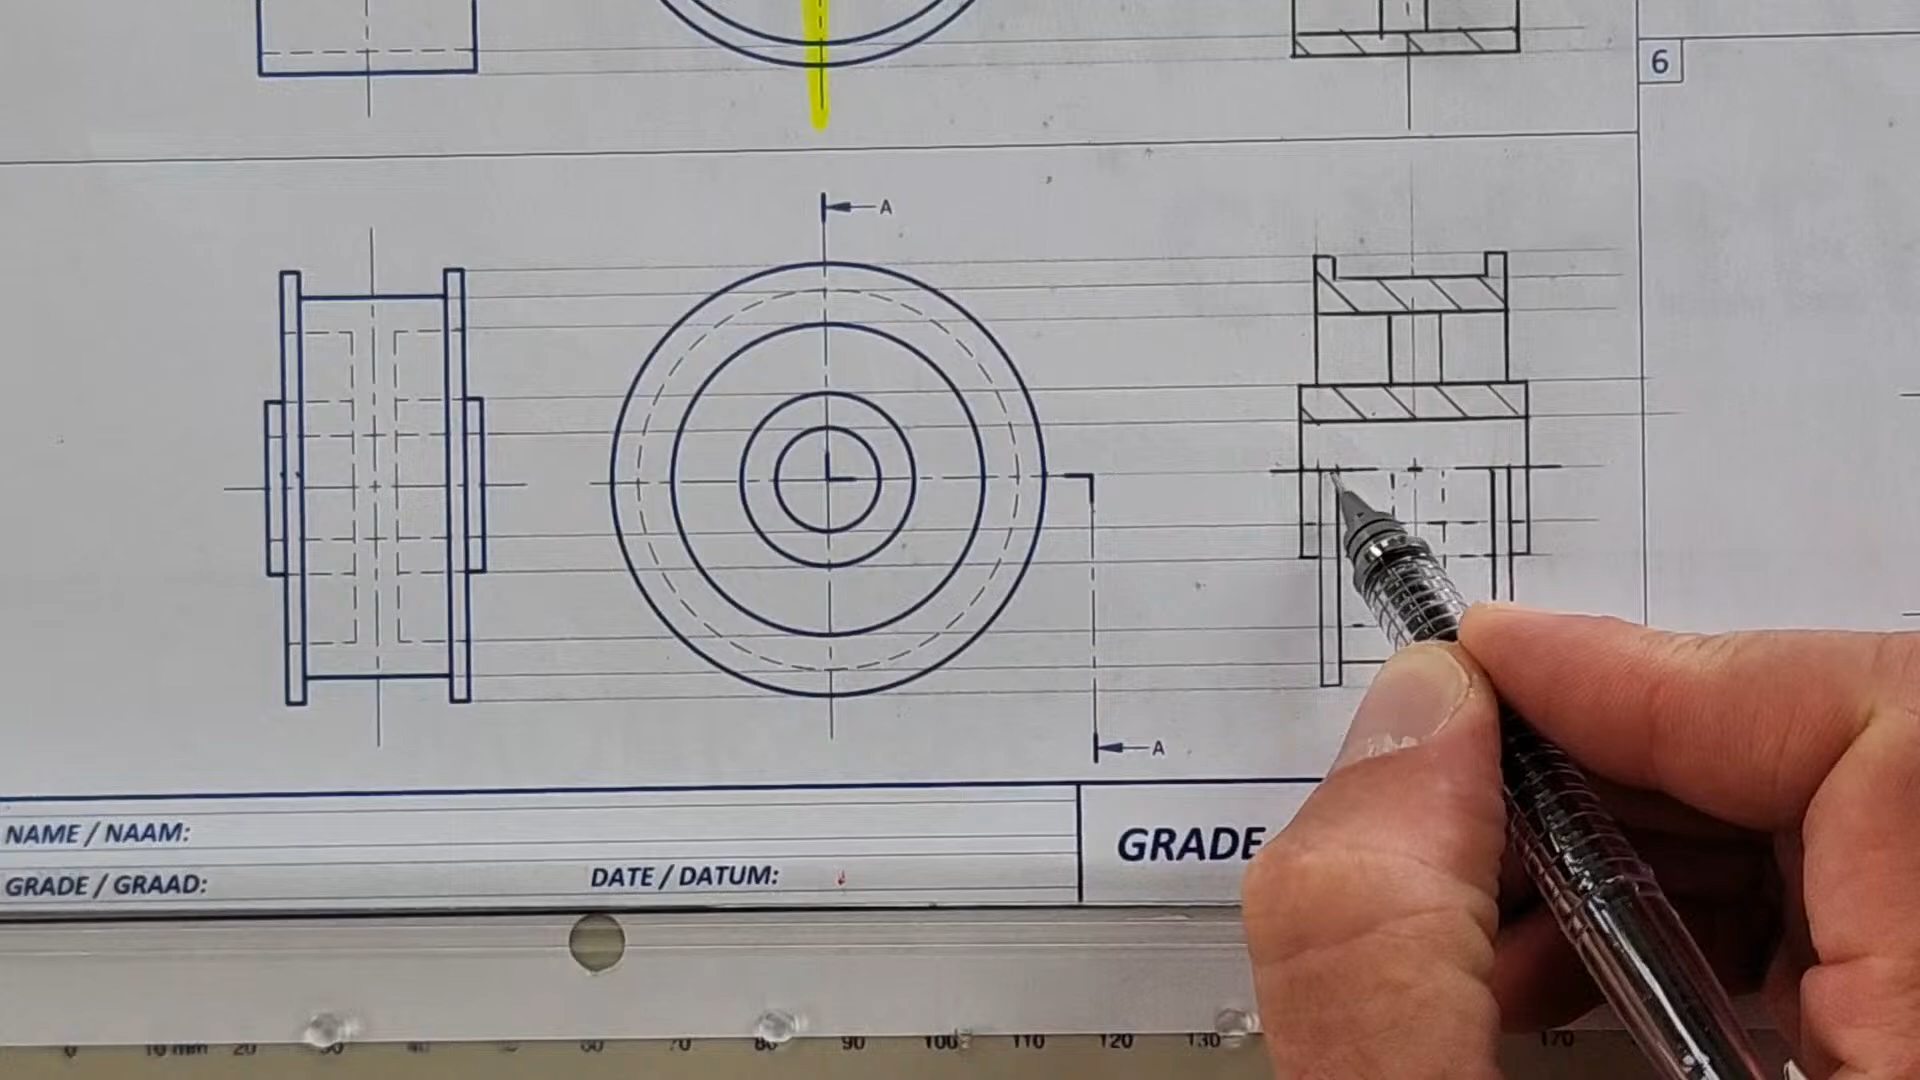 6
A
A
NAME / NAAM:
GRADE
GRADE / GRAAD:
DATE / DATUM:
0 10 mm 20 30 40 60 70 80 90 100 110 120 130 170